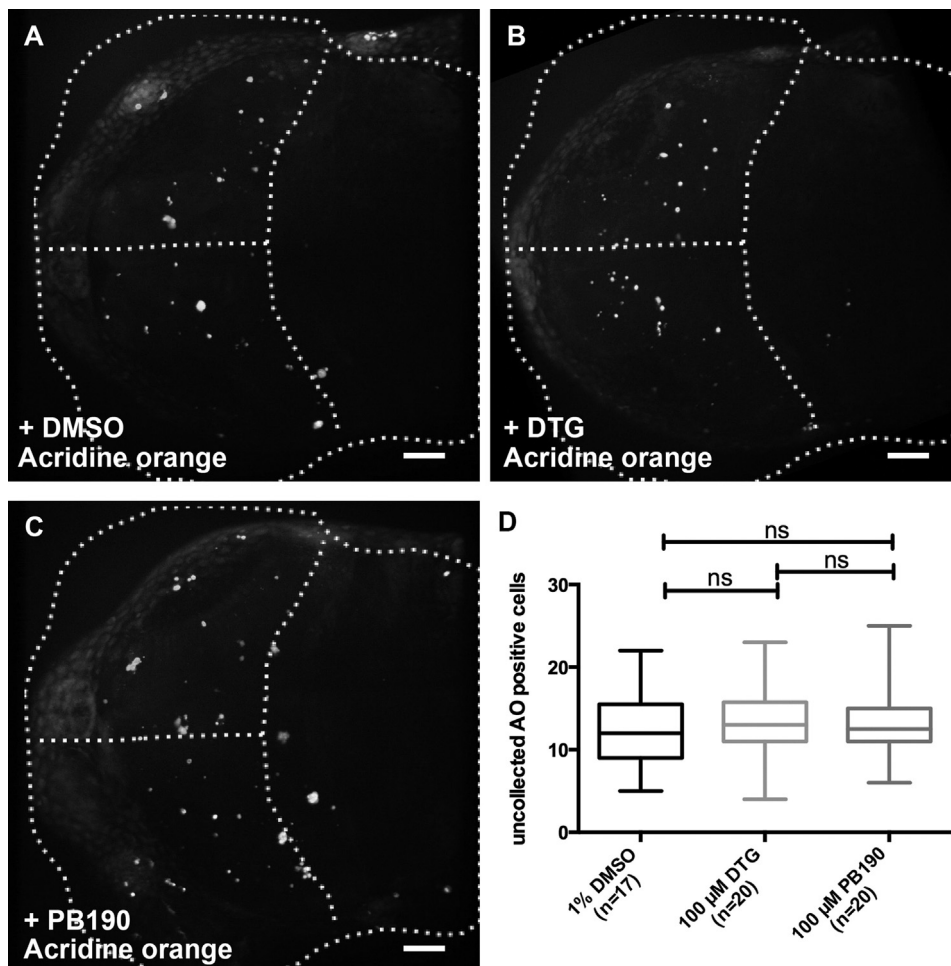 A
+ DMSO
Acridine orange
B
+ DTG
Acridine orange
C
+ PB190
Acridine orange
D
ns
ns
ns
uncollected AO positive cells
30
20
10
0
1% DMSO
(n=17)
100 µM DTG
(n=20)
100 µM PB190
(n=20)